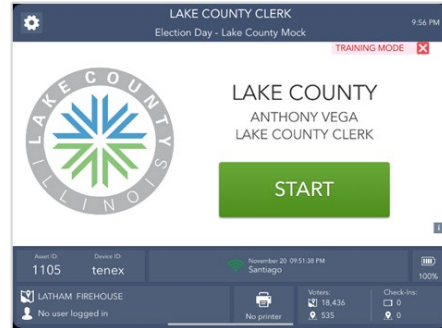 LAKE COUNTY CLERK
Election Day - Lake County Mock
9:56 PM
TRAINING MODE
LAKE COUNTY
ILLINOIS
LAKE COUNTY
ANTHONY VEGA
LAKE COUNTY CLERK
START
i
Asset ID:
1105
Device ID:
tenex
November 20 09:51:38 PM
Santiago
100%
LATHAM FIREHOUSE
No user logged in
No printer
Voters:
18,436
535
Check-Ins:
0
0